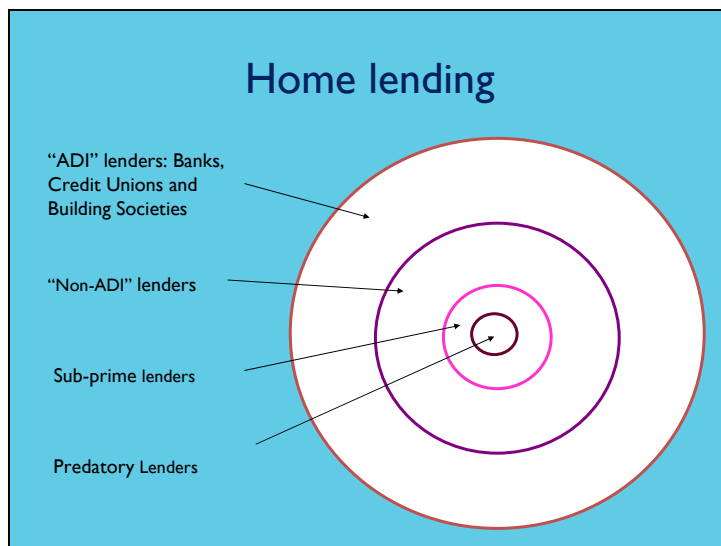 Home lending
“ADI” lenders: Banks,
Credit Unions and
Building Societies
“Non-ADI” lenders
Sub-prime lenders
Predatory Lenders